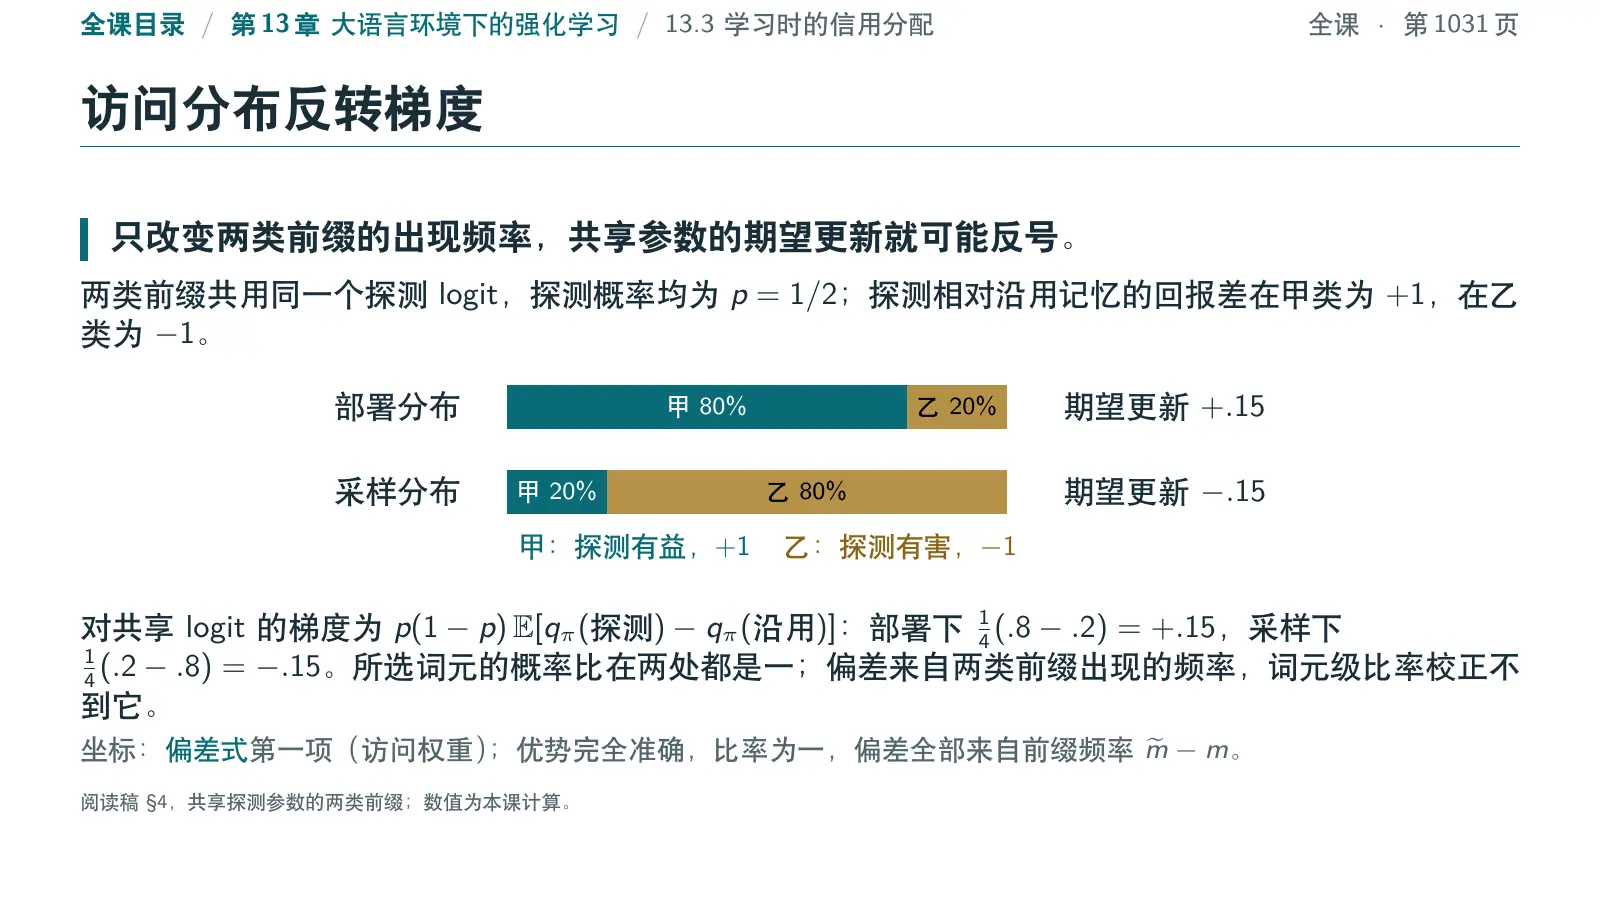 全课目录 / 第13章 大语言环境下的强化学习 / 13.3 学习时的信用分配
全课 · 第1031页
访问分布反转梯度
只改变两类前缀的出现频率，共享参数的期望更新就可能反号。
两类前缀共用同一个探测 logit，探测概率均为 p = 1/2；探测相对沿用记忆的回报差在甲类为 +1，在乙
类为 −1。
部署分布 甲 80% 乙 20% 期望更新 +.15
采样分布 甲 20% 乙 80% 期望更新 −.15
甲：探测有益，+1 乙：探测有害，−1
对共享 logit 的梯度为 p(1 − p) 𝔼[qπ(探测) − qπ(沿用)]：部署下 1/4(.8 − .2) = +.15，采样下
1/4(.2 − .8) = −.15。所选词元的概率比在两处都是一；偏差来自两类前缀出现的频率，词元级比率校正不
到它。
坐标：偏差式第一项（访问权重）；优势完全准确，比率为一，偏差全部来自前缀频率 m̃ − m。
阅读稿 §4，共享探测参数的两类前缀；数值为本课计算。